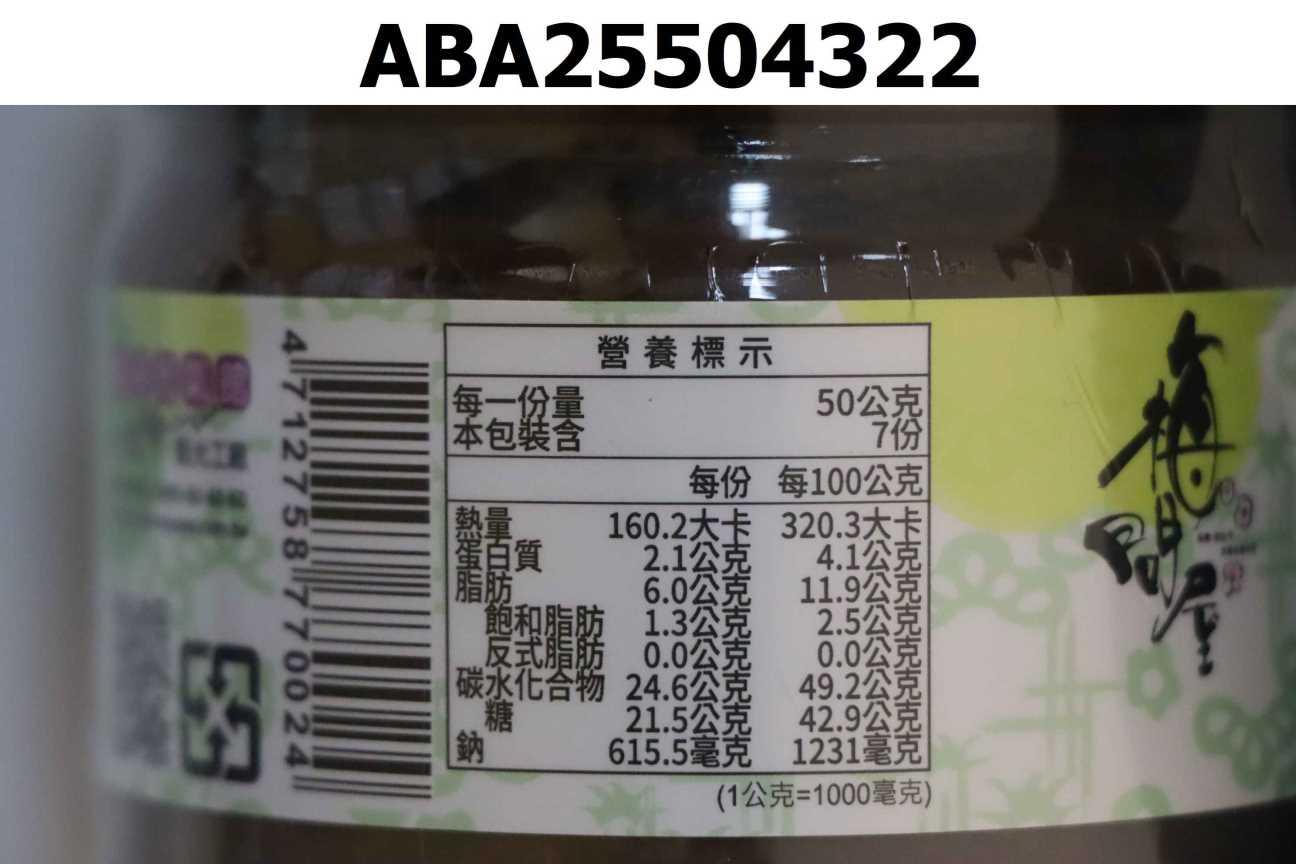 ABA25504322
營養標示
每一份量 50公克
本包裝含 7份
每份 每100公克
熱量 160.2大卡 320.3大卡
蛋白質 2.1公克 4.1公克
脂肪 6.0公克 11.9公克
飽和脂肪 1.3公克 2.5公克
反式脂肪 0.0公克 0.0公克
碳水化合物 24.6公克 49.2公克
糖 21.5公克 42.9公克
鈉 615.5毫克 1231毫克
(1公克=1000毫克)
4712758770024
梅問屋